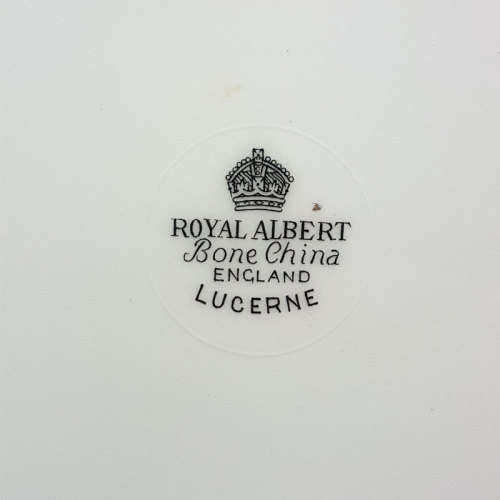 ROYAL ALBERT
Bone China
ENGLAND
LUCERNE